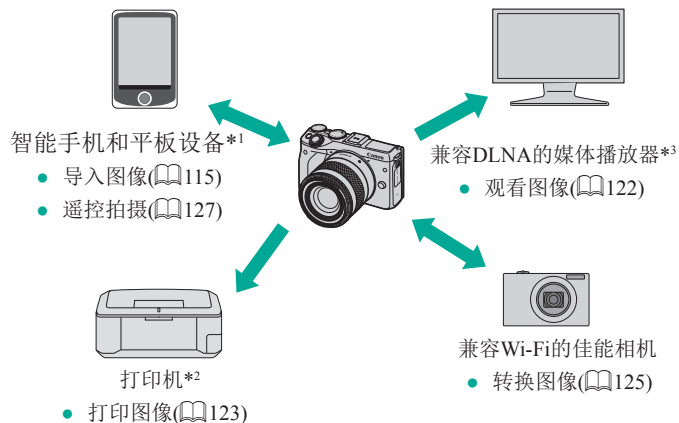 智能手机和平板设备*1
• 导入图像(115)
• 遥控拍摄(127)
Canon
兼容DLNA的媒体播放器*3
• 观看图像(122)
打印机*2
• 打印图像(123)
兼容Wi-Fi的佳能相机
• 转换图像(125)